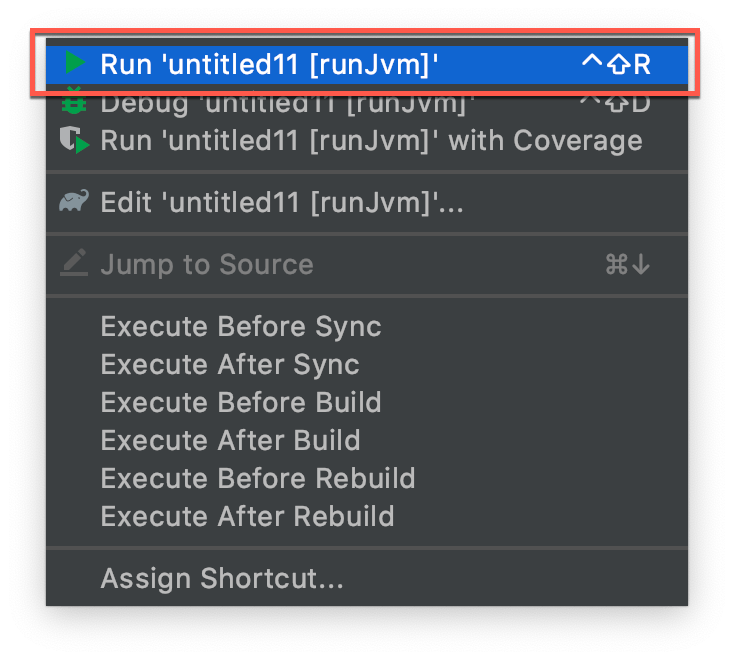 Run 'untitled11 [runJvm]' ^⇧R
Debug 'untitled11 [runJvm]' ^⇧D
Run 'untitled11 [runJvm]' with Coverage
Edit 'untitled11 [runJvm]'...
Jump to Source ⌘↓
Execute Before Sync
Execute After Sync
Execute Before Build
Execute After Build
Execute Before Rebuild
Execute After Rebuild
Assign Shortcut...